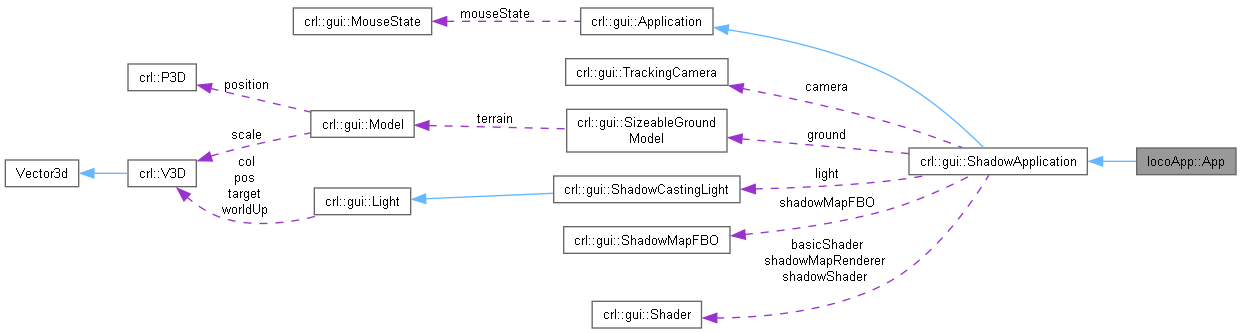 mouseState
crl::gui::MouseState
crl::gui::Application
crl::gui::TrackingCamera
crl::P3D
position
camera
crl::gui::Model
terrain
crl::gui::SizeableGround
Model
ground
scale
crl::gui::ShadowApplication
locoApp::App
Vector3d
crl::V3D
col
pos
target
worldUp
crl::gui::Light
crl::gui::ShadowCastingLight
light
shadowMapFBO
crl::gui::ShadowMapFBO
basicShader
shadowMapRenderer
shadowShader
crl::gui::Shader